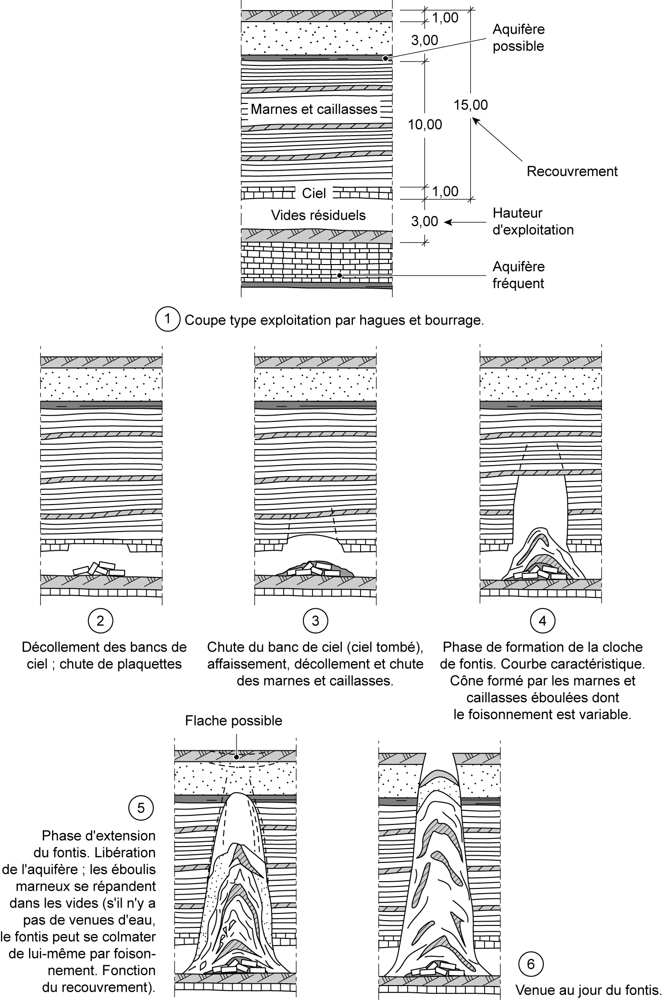 1,00
Aquifère
possible
3,00
Marnes et caillasses
15,00
10,00
Recouvrement
Ciel
1,00
Vides résiduels
3,00
Hauteur
d'exploitation
Aquifère
fréquent
1 Coupe type exploitation par hagues et bourrage.
2
Décollement des bancs de
ciel ; chute de plaquettes
3
Chute du banc de ciel (ciel tombé),
affaissement, décollement et chute
des marnes et caillasses.
4
Phase de formation de la cloche
de fontis. Courbe caractéristique.
Cône formé par les marnes et
caillasses éboulées dont
le foisonnement est variable.
Flache possible
5
Phase d'extension
du fontis. Libération
de l'aquifère ; les éboulis
marneux se répandent
dans les vides (s'il n'y a
pas de venues d'eau,
le fontis peut se colmater
de lui-même par foison-
nement. Fonction
du recouvrement).
6
Venue au jour du fontis.